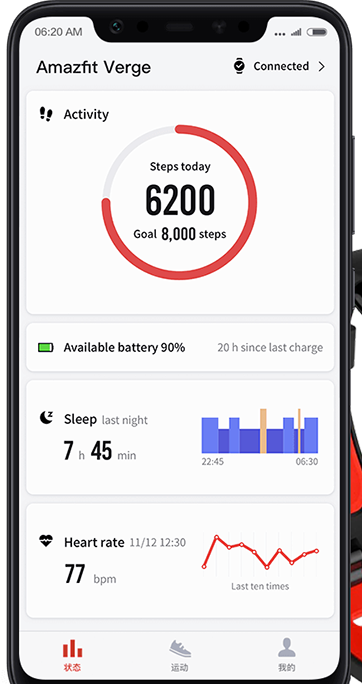 06:20 AM
Amazfit Verge
Connected
Activity
Steps today
6200
Goal 8,000 steps
Available battery 90%
20 h since last charge
Sleep last night
7 h 45 min
22:45
06:30
Heart rate 11/12 12:30
77 bpm
Last ten times
状态
运动
我的